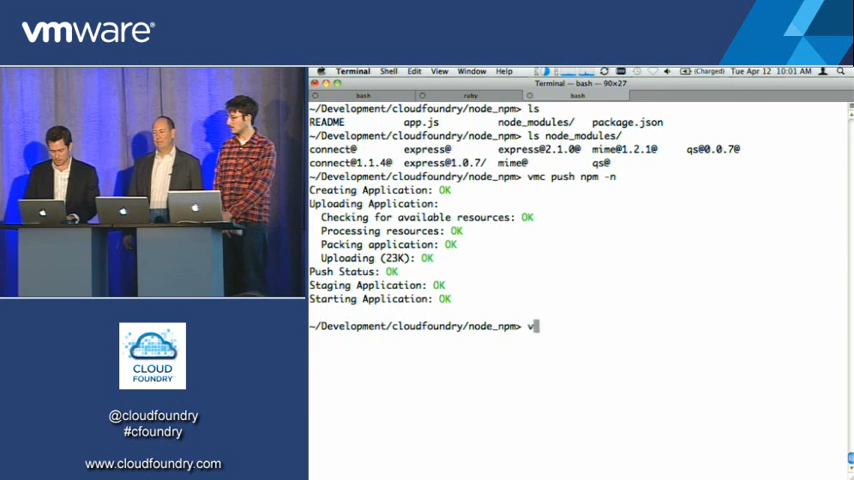 vmware®
Terminal Shell Edit View Window Help (Charged) Tue Apr 12 10:01 AM
Terminal — bash — 90×27
bash ruby bash
~/Development/cloudfoundry/node_npm> ls
README app.js node_modules/ package.json
~/Development/cloudfoundry/node_npm> ls node_modules/
connect@ express@ express@2.1.0@ mime@1.2.1@ qs@0.0.7@
connect@1.1.4@ express@1.0.7/ mime@ qs@
~/Development/cloudfoundry/node_npm> vmc push npm -n
Creating Application: OK
Uploading Application:
Checking for available resources: OK
Processing resources: OK
Packing application: OK
Uploading (23K): OK
Push Status: OK
Staging Application: OK
Starting Application: OK
~/Development/cloudfoundry/node_npm> v
CLOUD
FOUNDRY
@cloudfoundry
#cfoundry
www.cloudfoundry.com